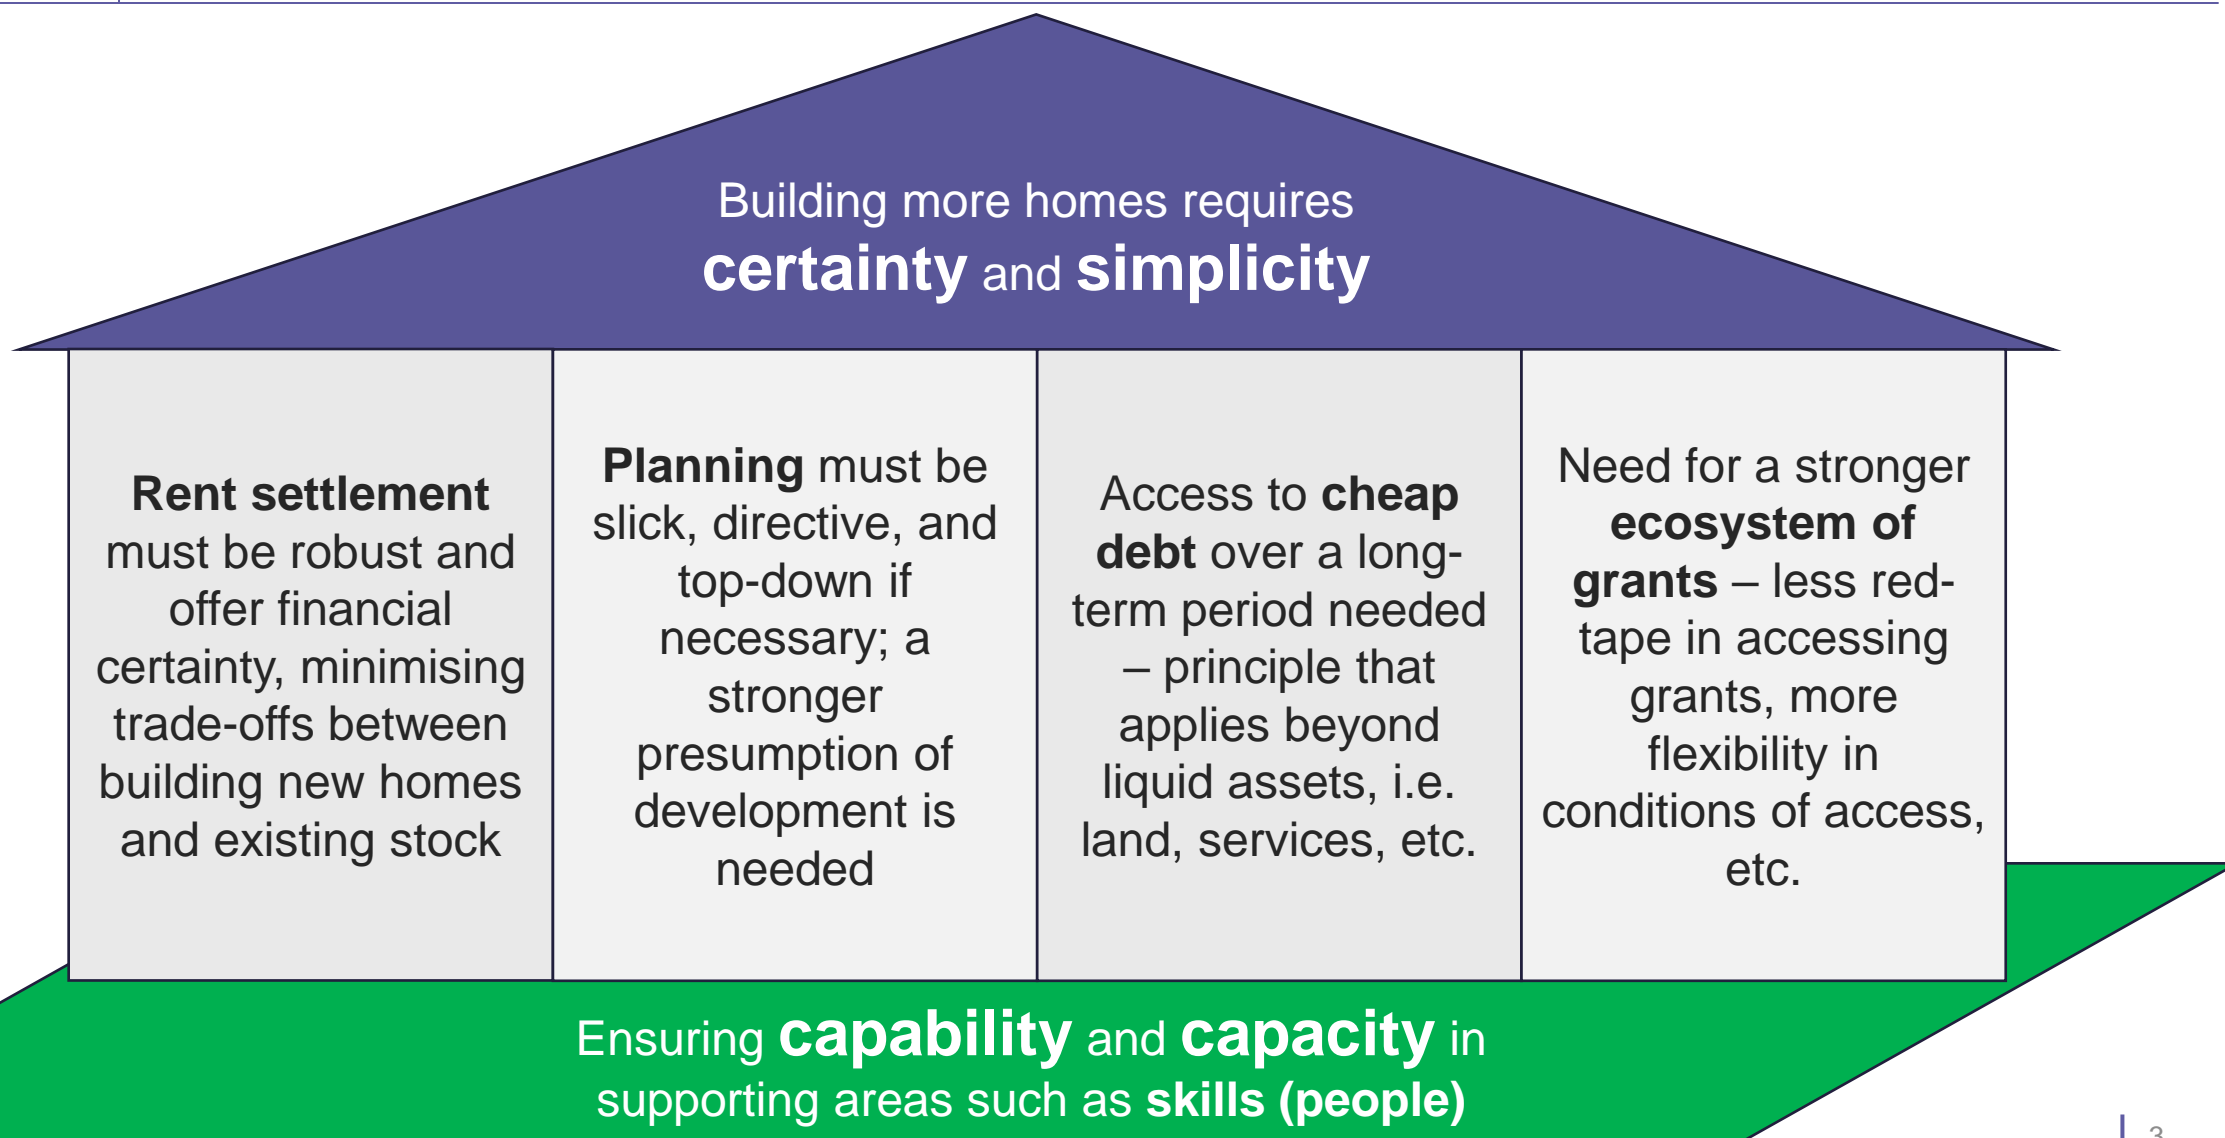 Building more homes requires
certainty and simplicity
Rent settlement
must be robust and
offer financial
certainty, minimising
trade-offs between
building new homes
and existing stock
Planning must be
slick, directive, and
top-down if
necessary; a
stronger
presumption of
development is
needed
Access to cheap
debt over a long-
term period needed
– principle that
applies beyond
liquid assets, i.e.
land, services, etc.
Need for a stronger
ecosystem of
grants – less red-
tape in accessing
grants, more
flexibility in
conditions of access,
etc.
Ensuring capability and capacity in
supporting areas such as skills (people)
3